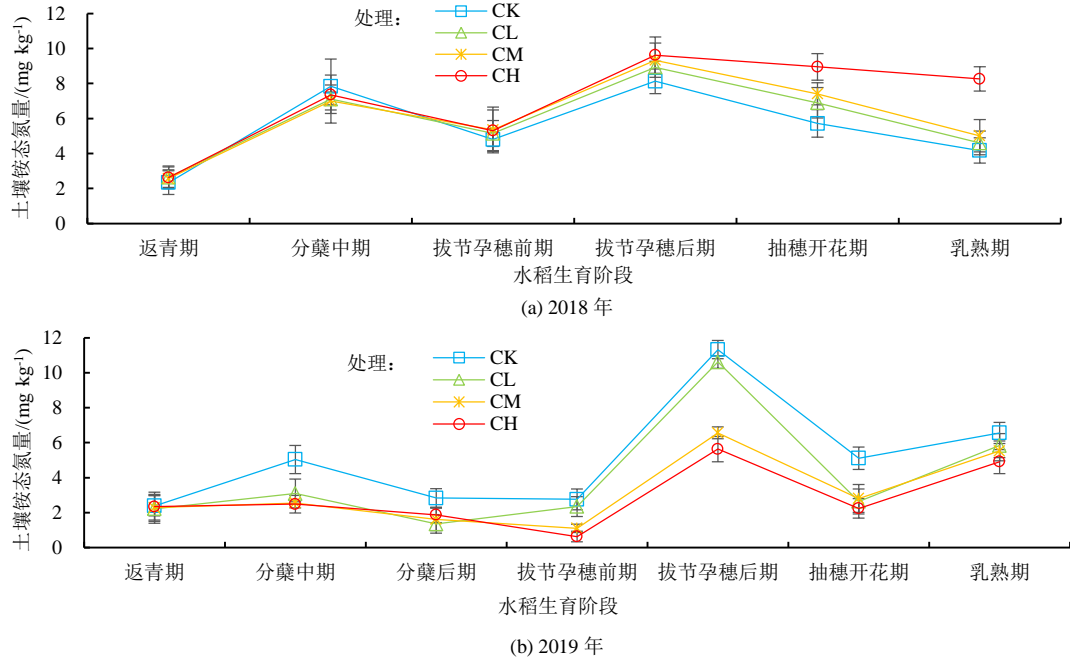 土壤铵态氮量/(mg kg⁻¹)
12
10
8
6
4
2
0
处理：
CK
CL
CM
CH
返青期 分蘖中期 拔节孕穗前期 拔节孕穗后期 抽穗开花期 乳熟期
水稻生育阶段
(a) 2018 年
土壤铵态氮量/(mg kg⁻¹)
12
10
8
6
4
2
0
处理：
CK
CL
CM
CH
返青期 分蘖中期 分蘖后期 拔节孕穗前期 拔节孕穗后期 抽穗开花期 乳熟期
水稻生育阶段
(b) 2019 年